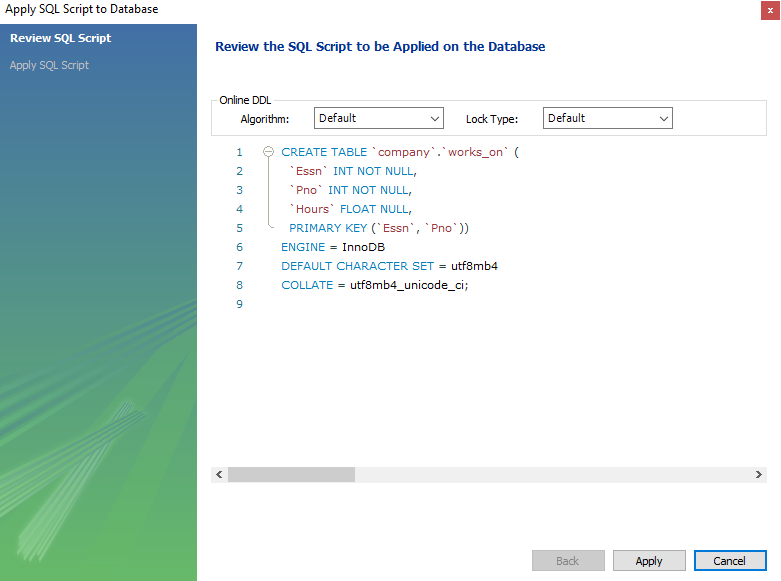 Apply SQL Script to Database
x
Review SQL Script
Apply SQL Script
Review the SQL Script to be Applied on the Database
Online DDL
Algorithm: Default Lock Type: Default
1 CREATE TABLE `company`.`works_on` (
2 `Essn` INT NOT NULL,
3 `Pno` INT NOT NULL,
4 `Hours` FLOAT NULL,
5 PRIMARY KEY (`Essn`, `Pno`))
6 ENGINE = InnoDB
7 DEFAULT CHARACTER SET = utf8mb4
8 COLLATE = utf8mb4_unicode_ci;
9
Back Apply Cancel